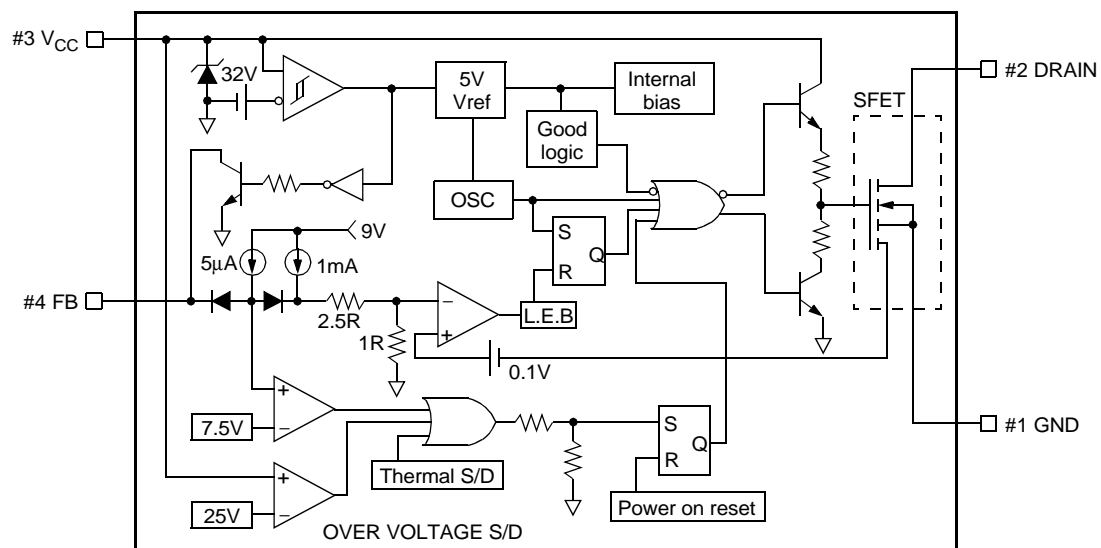 #3 VCC
32V
5V
Vref
Internal
bias
#2 DRAIN
SFET
Good
logic
OSC
9V
5μA
1mA
S
Q
R
#4 FB
2.5R
−
L.E.B
1R
+
0.1V
+
7.5V
−
S
Q
R
#1 GND
Thermal S/D
+
25V
−
Power on reset
OVER VOLTAGE S/D